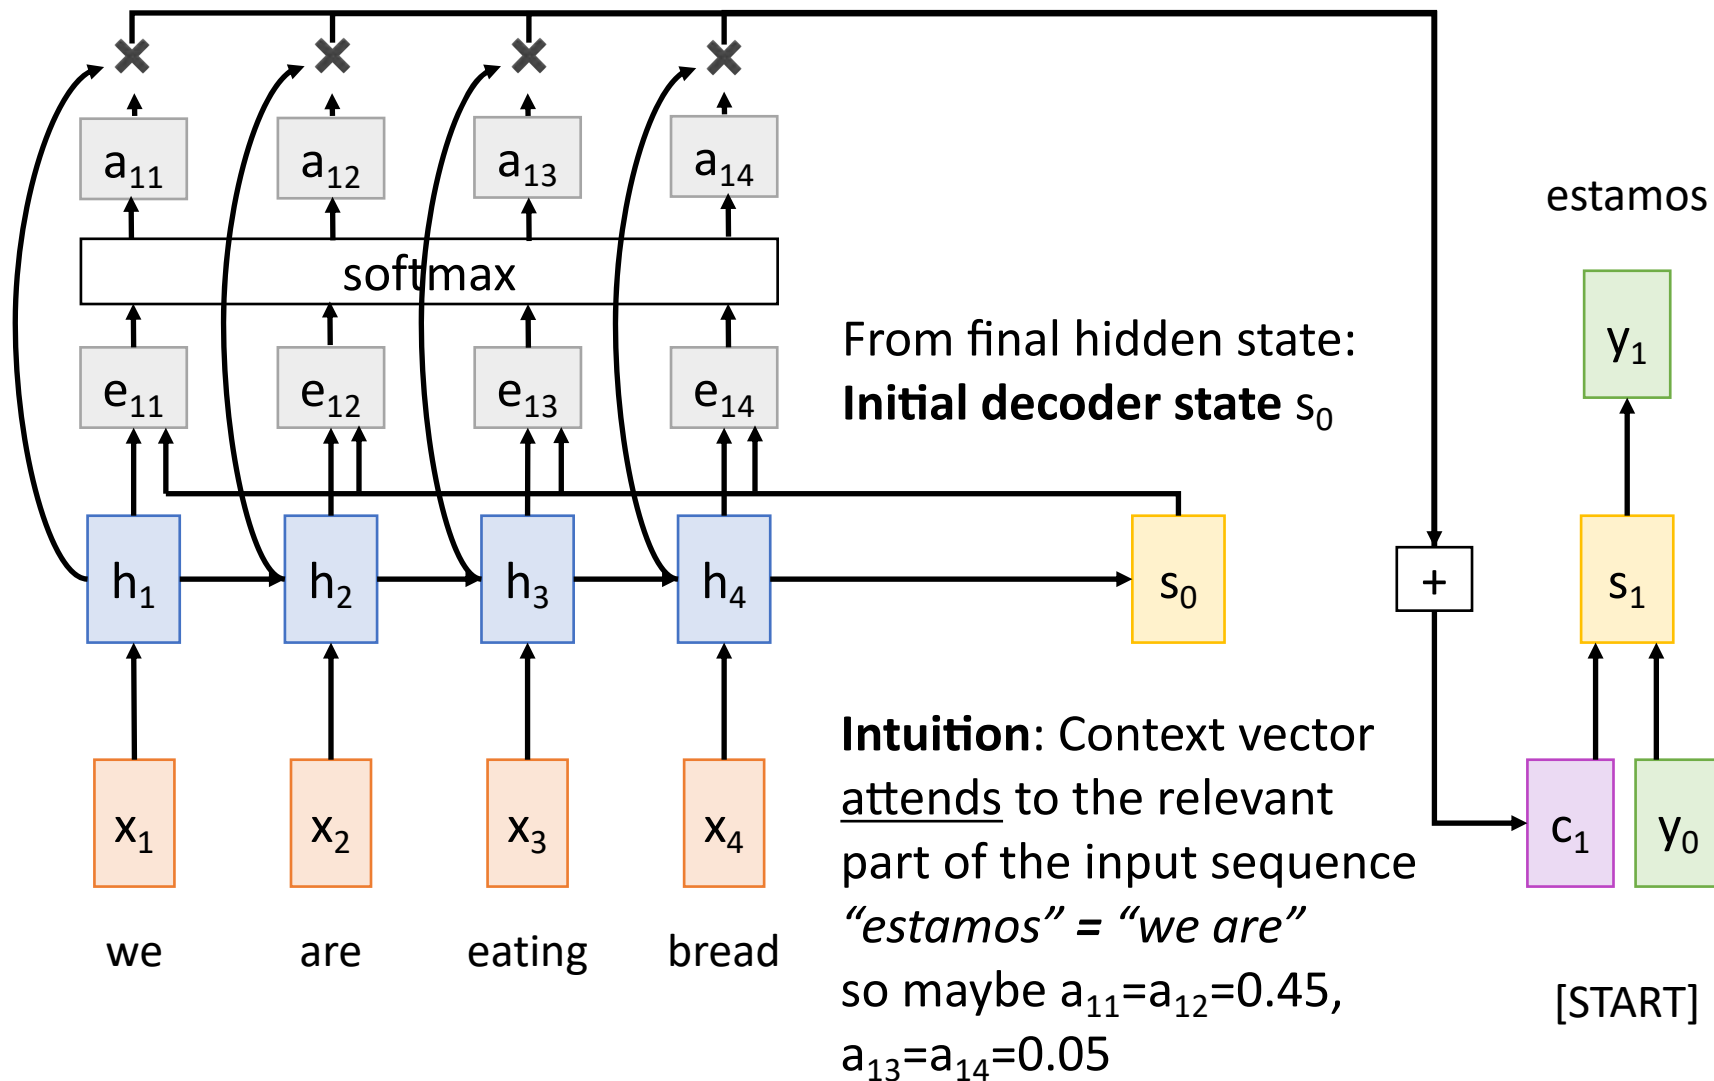 a₁₁ a₁₂ a₁₃ a₁₄
estamos
softmax
y₁
From final hidden state:
Initial decoder state s₀
e₁₁ e₁₂ e₁₃ e₁₄
h₁ h₂ h₃ h₄ s₀ + s₁
Intuition: Context vector
attends to the relevant
part of the input sequence
“estamos” = “we are”
so maybe a₁₁=a₁₂=0.45,
a₁₃=a₁₄=0.05
x₁ x₂ x₃ x₄
c₁ y₀
we are eating bread
[START]